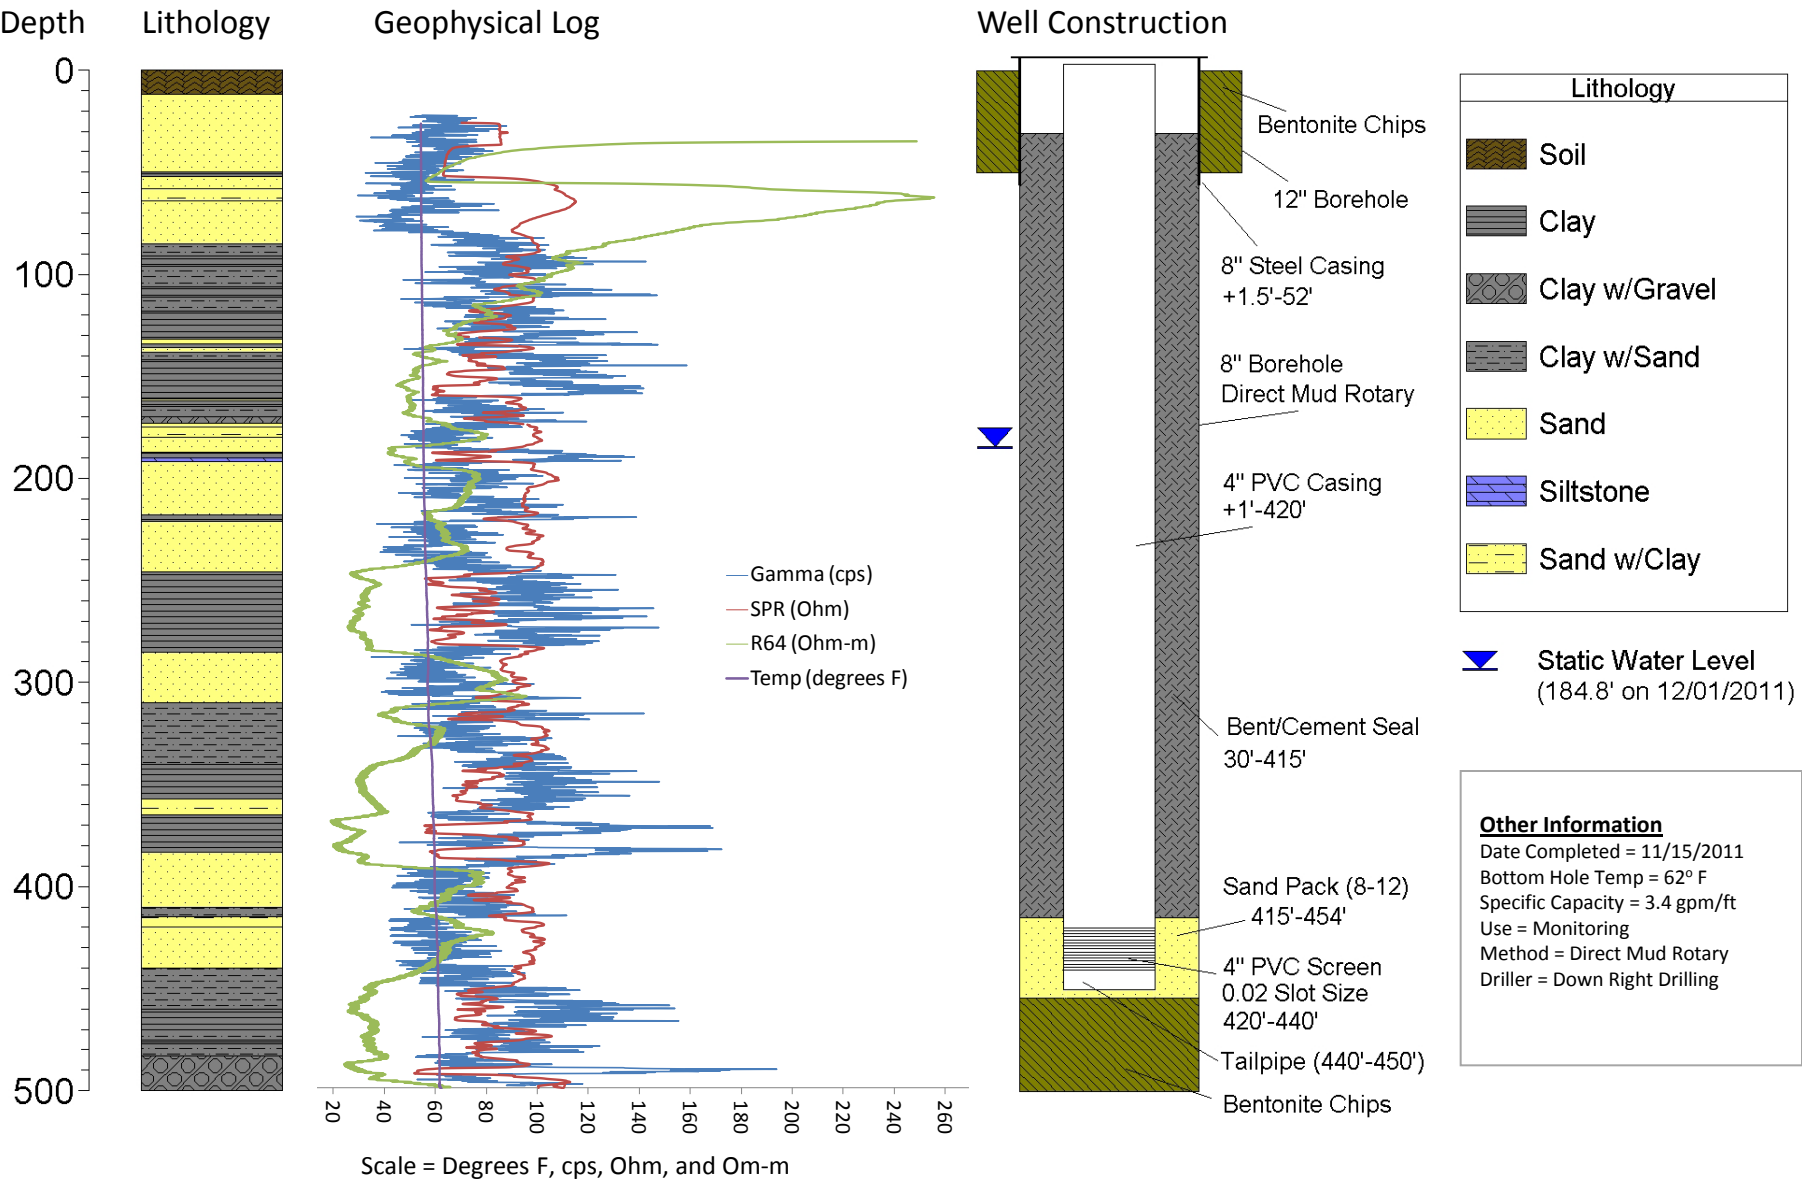 Depth
Lithology
Geophysical Log
Well Construction
0
100
200
300
400
500
Gamma (cps)
SPR (Ohm)
R64 (Ohm-m)
Temp (degrees F)
20
40
60
80
100
120
140
160
180
200
220
240
260
Scale = Degrees F, cps, Ohm, and Om-m
Bentonite Chips
12" Borehole
8" Steel Casing
+1.5'-52'
8" Borehole
Direct Mud Rotary
4" PVC Casing
+1'-420'
Bent/Cement Seal
30'-415'
Sand Pack (8-12)
415'-454'
4" PVC Screen
0.02 Slot Size
420'-440'
Tailpipe (440'-450')
Bentonite Chips
Lithology
Soil
Clay
Clay w/Gravel
Clay w/Sand
Sand
Siltstone
Sand w/Clay
Static Water Level
(184.8' on 12/01/2011)
Other Information
Date Completed = 11/15/2011
Bottom Hole Temp = 62° F
Specific Capacity = 3.4 gpm/ft
Use = Monitoring
Method = Direct Mud Rotary
Driller = Down Right Drilling